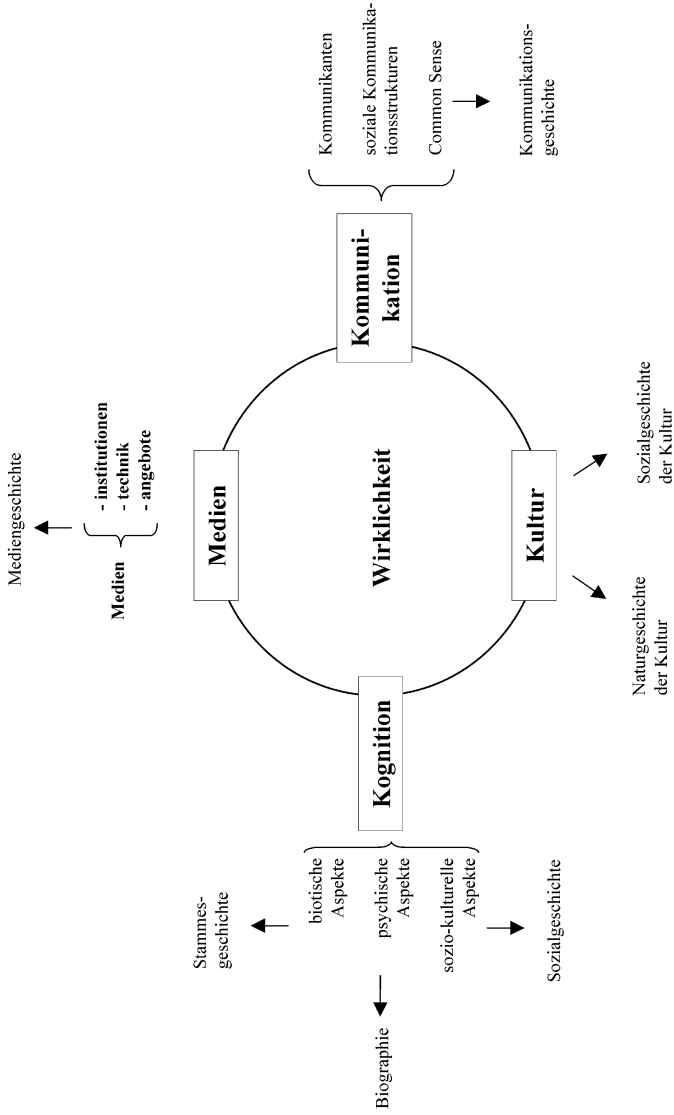 Mediengeschichte
Medien
- institutionen
- technik
- angebote
Medien
Stammes-
geschichte
biotische
Aspekte
psychische
Aspekte
sozio-kulturelle
Aspekte
Biographie
Sozialgeschichte
Kognition
Wirklichkeit
Kommuni-
kation
Kommunikanten
soziale Kommunika-
tionsstrukturen
Common Sense
Kommunikations-
geschichte
Kultur
Naturgeschichte
der Kultur
Sozialgeschichte
der Kultur